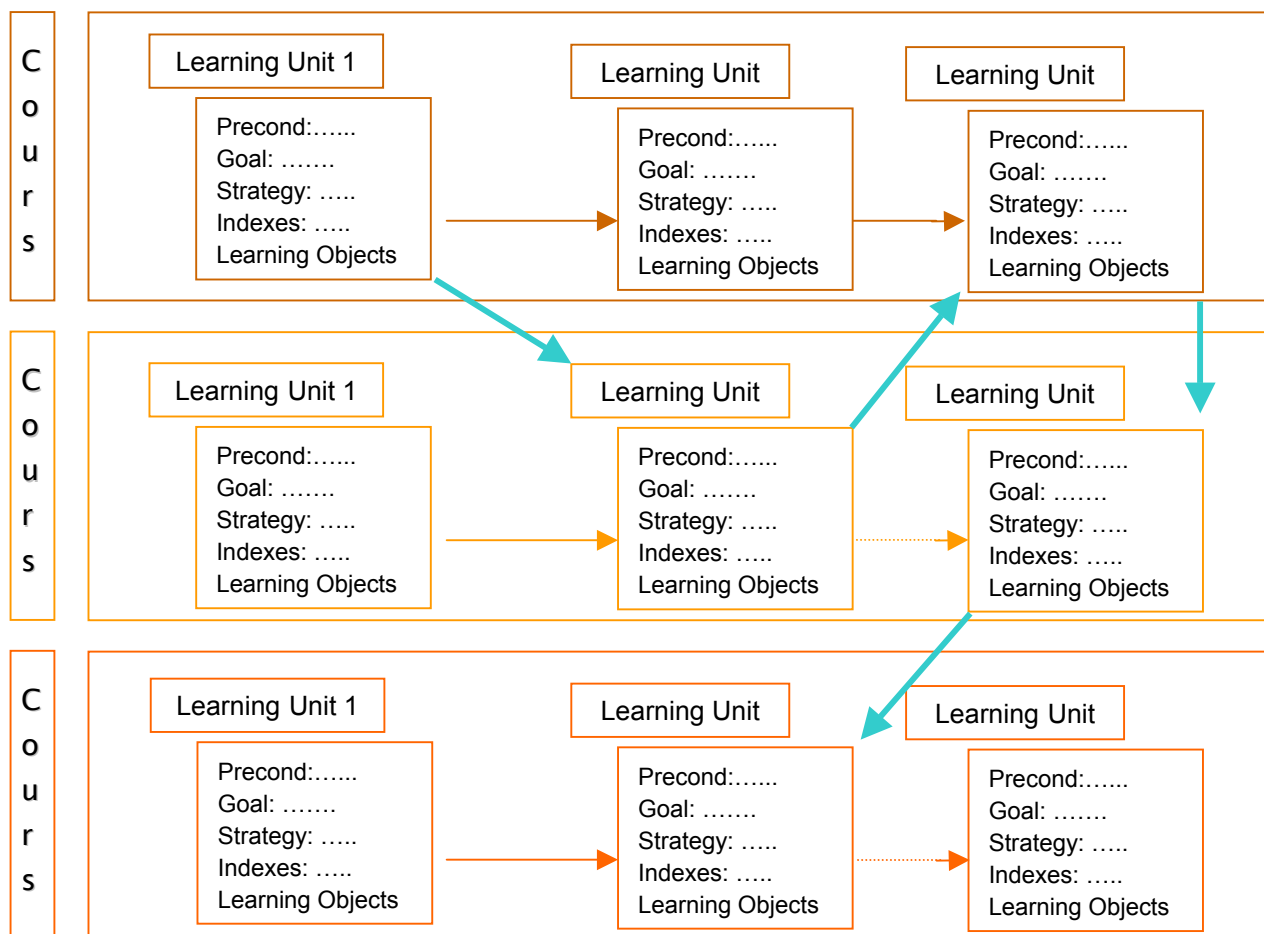 Cours
Learning Unit 1
Precond:…...
Goal: …….
Strategy: …..
Indexes: …..
Learning Objects
Learning Unit
Precond:…...
Goal: …….
Strategy: …..
Indexes: …..
Learning Objects
Learning Unit
Precond:…...
Goal: …….
Strategy: …..
Indexes: …..
Learning Objects
Cours
Learning Unit 1
Precond:…...
Goal: …….
Strategy: …..
Indexes: …..
Learning Objects
Learning Unit
Precond:…...
Goal: …….
Strategy: …..
Indexes: …..
Learning Objects
Learning Unit
Precond:…...
Goal: …….
Strategy: …..
Indexes: …..
Learning Objects
Cours
Learning Unit 1
Precond:…...
Goal: …….
Strategy: …..
Indexes: …..
Learning Objects
Learning Unit
Precond:…...
Goal: …….
Strategy: …..
Indexes: …..
Learning Objects
Learning Unit
Precond:…...
Goal: …….
Strategy: …..
Indexes: …..
Learning Objects